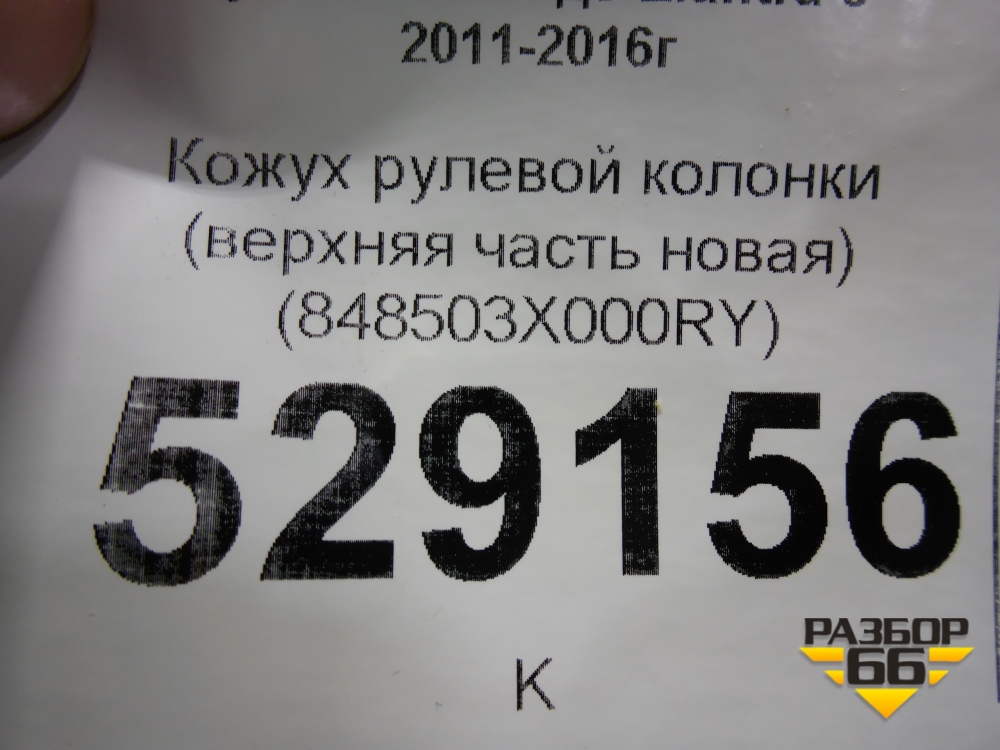 2011-2016г
Кожух рулевой колонки
(верхняя часть новая)
(848503X000RY)
529156
К
РАЗБОР
66